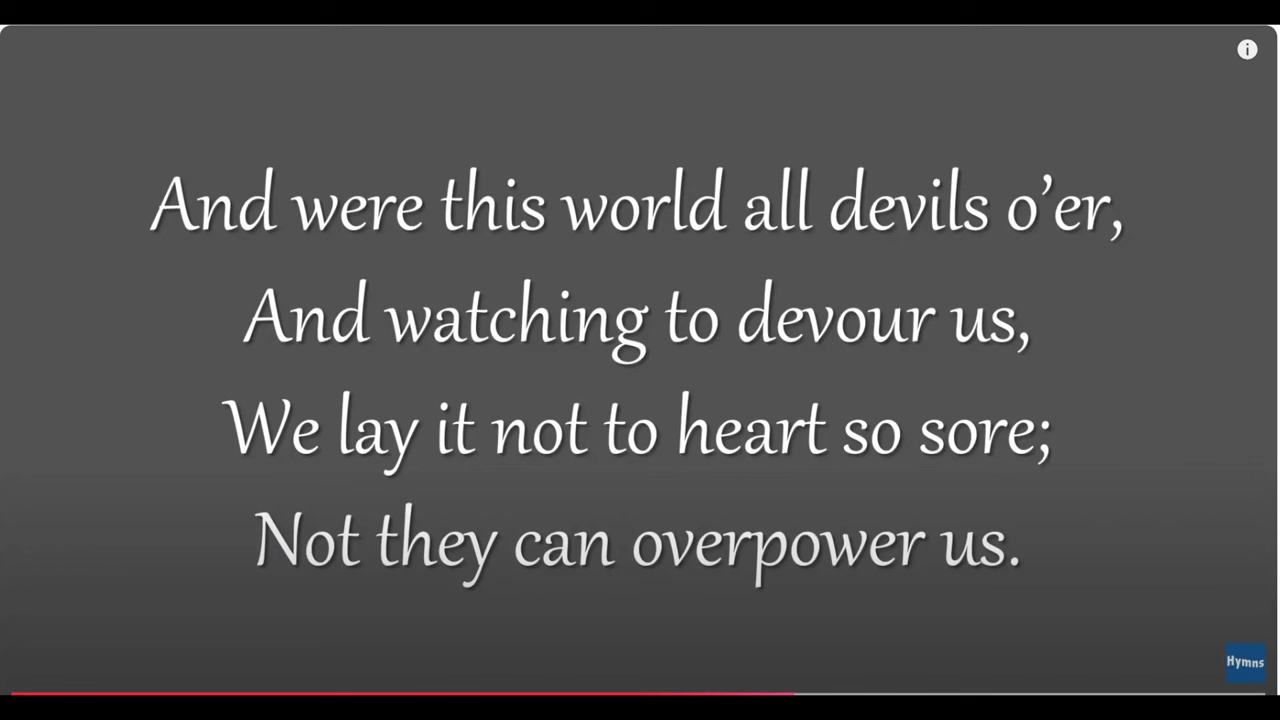 i
And were this world all devils o’er,
And watching to devour us,
We lay it not to heart so sore;
Not they can overpower us.
Hymns